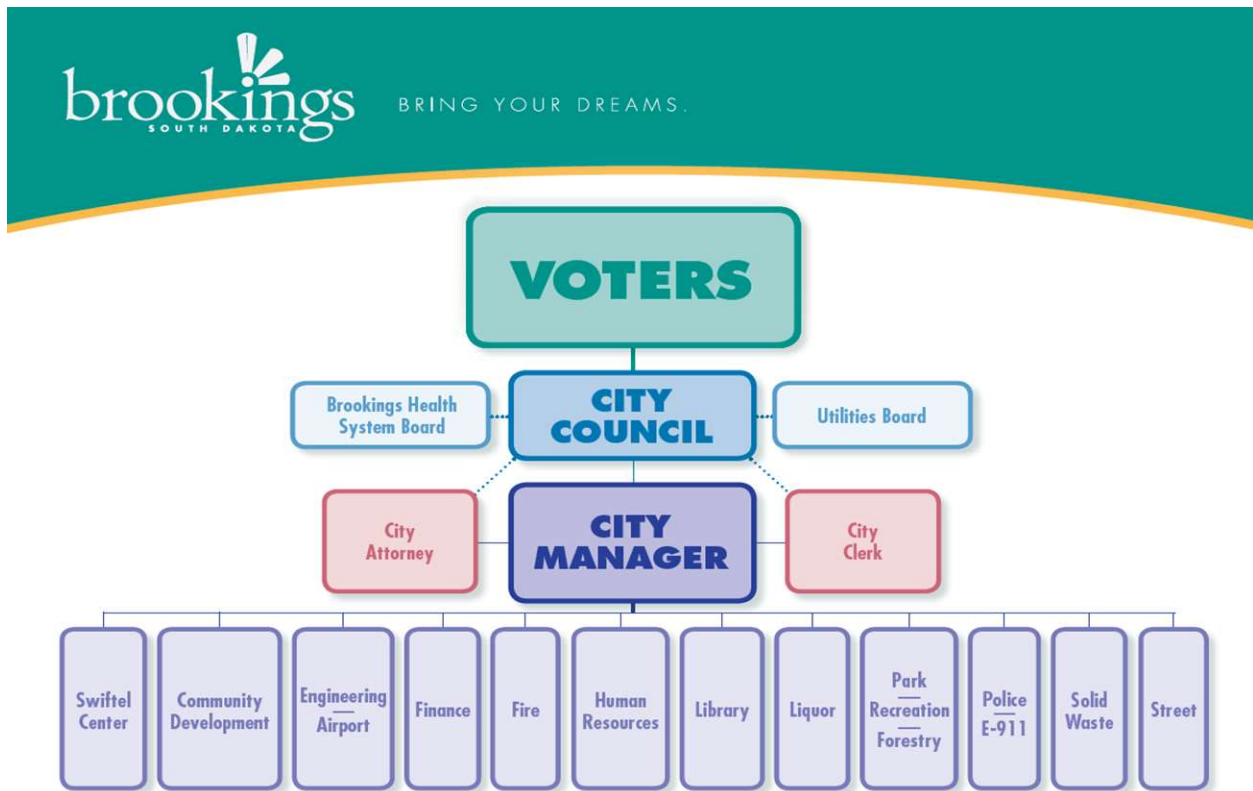 brookings
SOUTH DAKOTA
BRING YOUR DREAMS.
VOTERS
Brookings Health
System Board
CITY
COUNCIL
Utilities Board
City
Attorney
CITY
MANAGER
City
Clerk
Swiftel
Center
Community
Development
Engineering
Airport
Finance
Fire
Human
Resources
Library
Liquor
Park
Recreation
Forestry
Police
E-911
Solid
Waste
Street